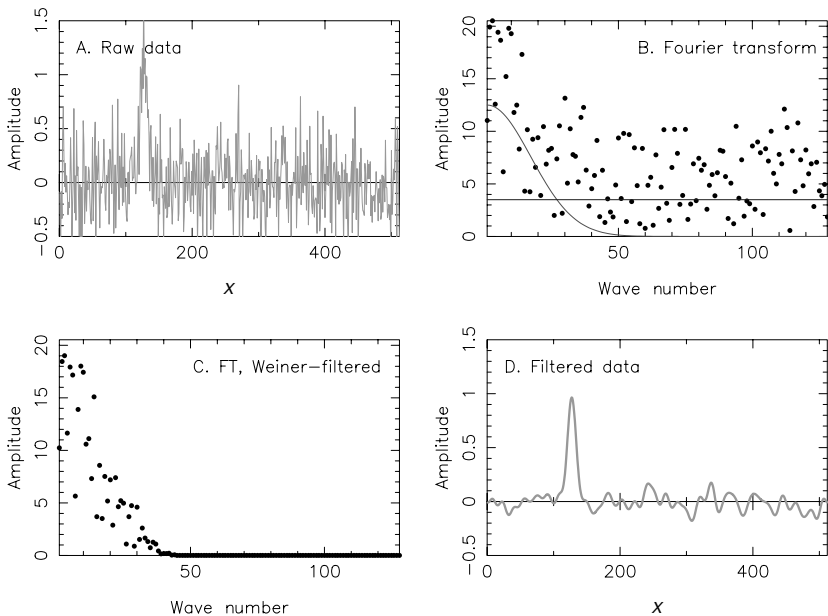 A. Raw data
Amplitude
1.5
1
0.5
0
−0.5
0
200
400
x
B. Fourier transform
Amplitude
20
15
10
5
0
50
100
Wave number
C. FT, Weiner−filtered
Amplitude
20
15
10
5
0
50
100
Wave number
D. Filtered data
Amplitude
1.5
1
0.5
0
−0.5
0
200
400
x